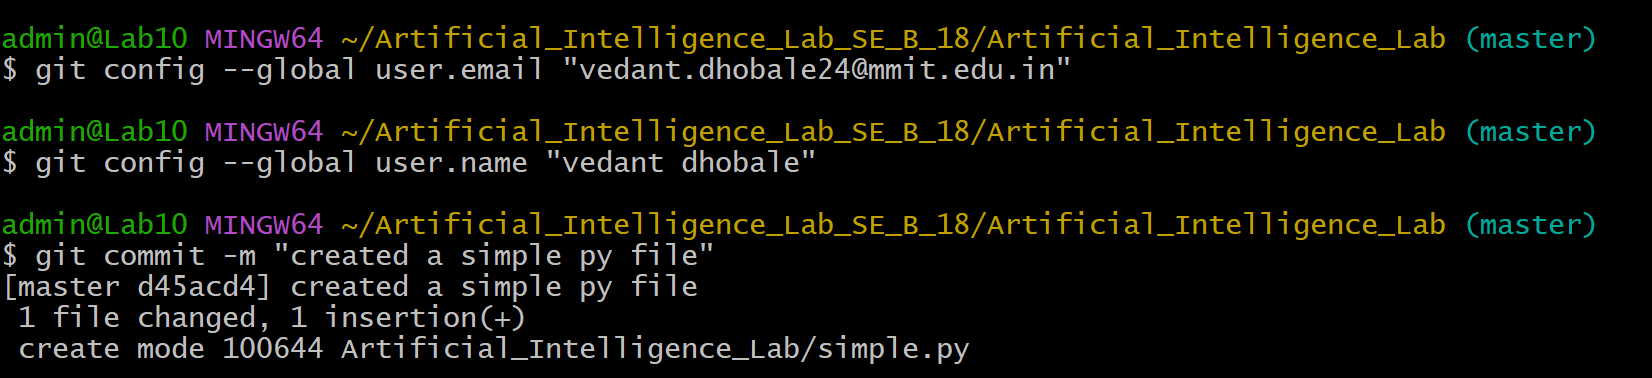 admin@Lab10 MINGW64 ~/Artificial_Intelligence_Lab_SE_B_18/Artificial_Intelligence_Lab (master)
$ git config --global user.email "vedant.dhobale24@mmit.edu.in"
admin@Lab10 MINGW64 ~/Artificial_Intelligence_Lab_SE_B_18/Artificial_Intelligence_Lab (master)
$ git config --global user.name "vedant dhobale"
admin@Lab10 MINGW64 ~/Artificial_Intelligence_Lab_SE_B_18/Artificial_Intelligence_Lab (master)
$ git commit -m "created a simple py file"
[master d45acd4] created a simple py file
 1 file changed, 1 insertion(+)
 create mode 100644 Artificial_Intelligence_Lab/simple.py